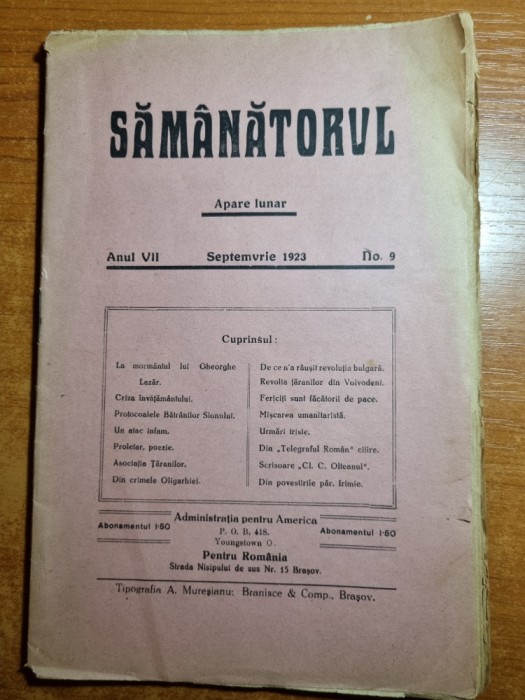 SĂMÂNĂTORUL
Apare lunar
Anul VII Septemvrie 1923 No. 9
Cuprinsul:
La mormântul lui Gheorghe
Lazăr.
Criza învățământului.
Protocoalele Bătrânilor Sionului.
Un atac infam.
Proletar, poezie.
Asociația Țăranilor.
Din crimele Oligarhiei.
De ce n'a răușit revoluția bulgară.
Revolta țăranilor din Voivodeni.
Fericiți sunt făcătorii de pace.
Mișcarea umanitaristă.
Urmări triste.
Din „Telegraful Român" cilire.
Scrisoare „Cl. C. Olteanul".
Din povestirile păr. Irimie.
Abonamentul 1·50
Administrația pentru America
P. O. B. 418.
Youngstown O.
Abonamentul 1·50
Pentru România
Strada Nisipului de sus Nr. 15 Brașov.
Tipografia A. Mureșianu: Branisce & Comp., Brașov.